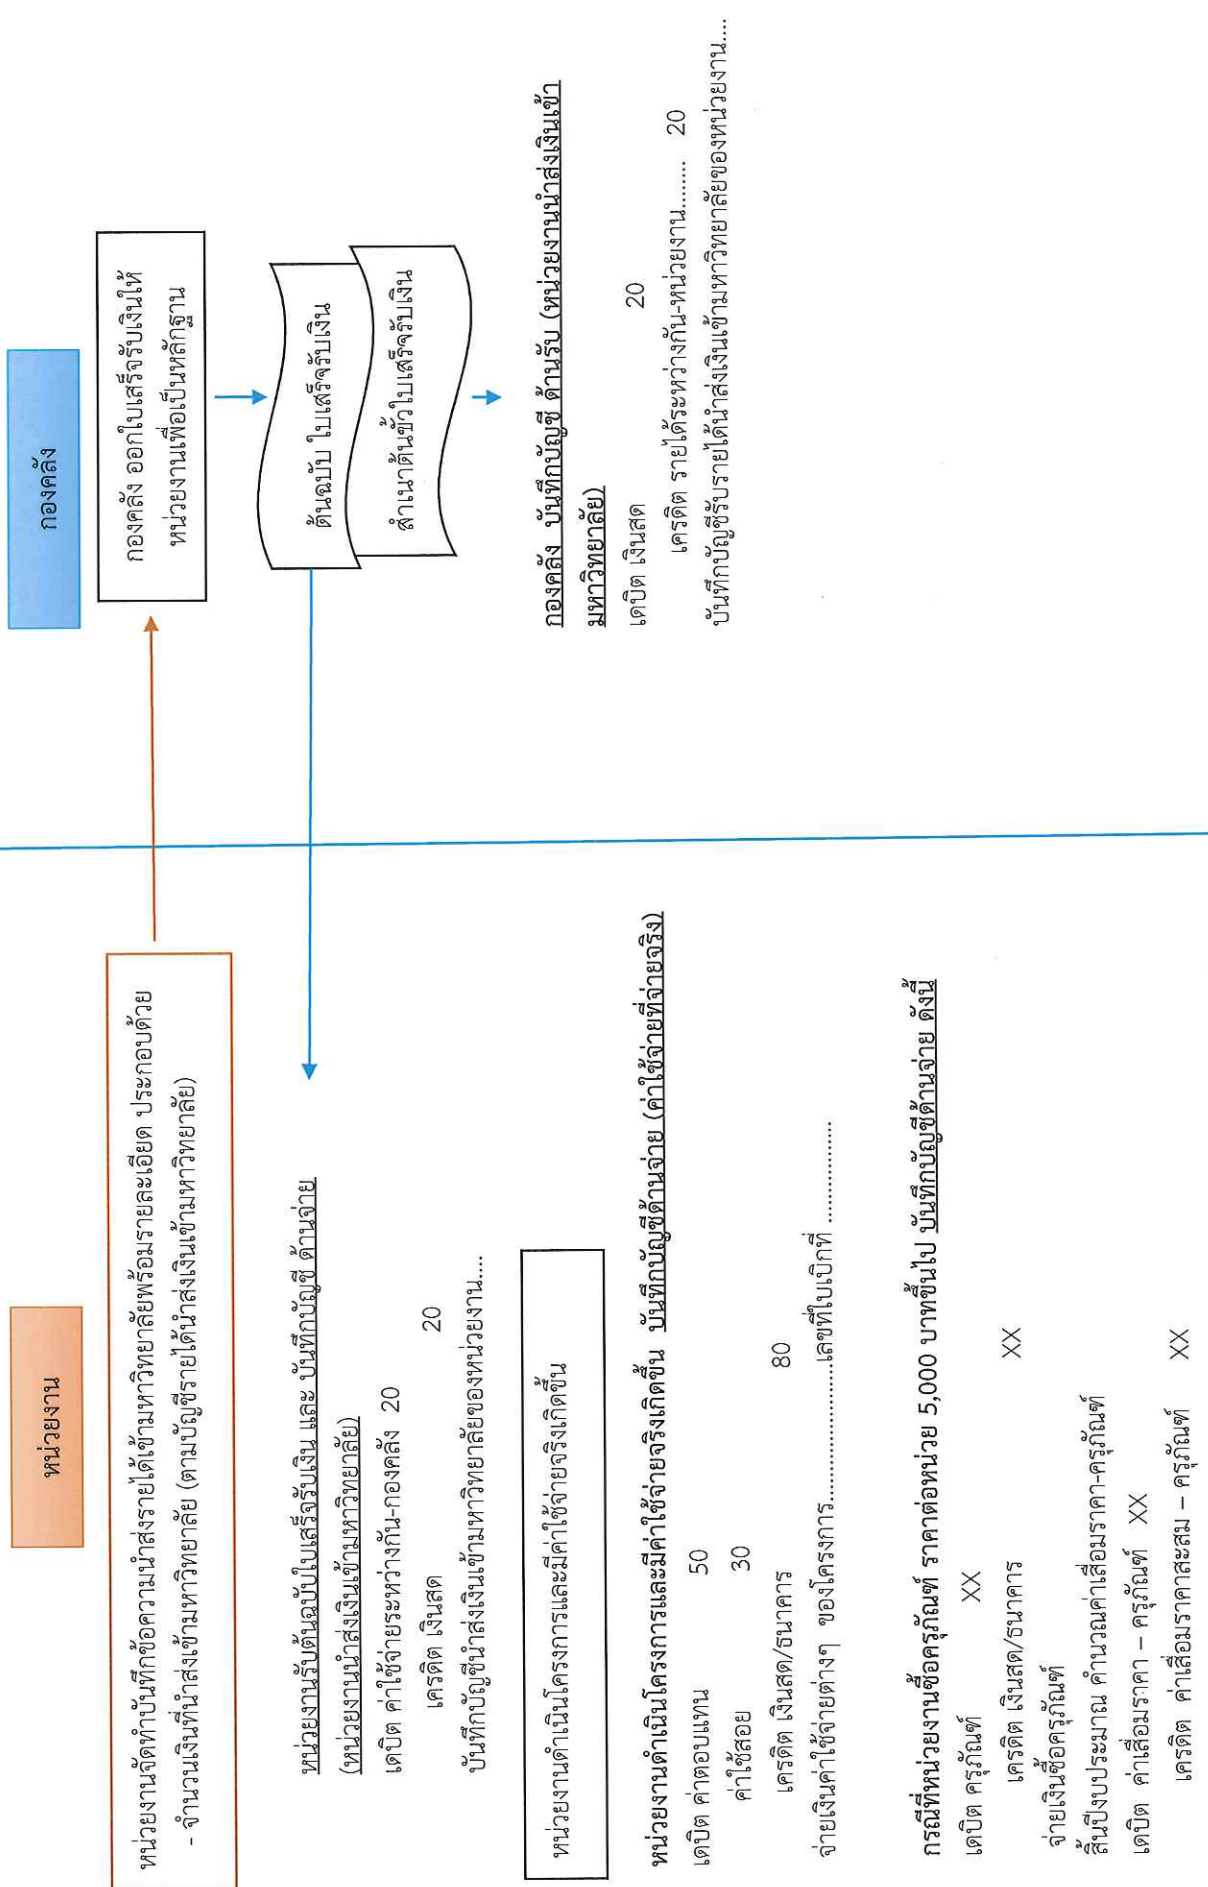 หน่วยงาน
กองคลัง
หน่วยงานจัดทำบันทึกข้อความนำส่งรายได้เข้ามหาวิทยาลัยพร้อมรายละเอียด ประกอบด้วย
- จำนวนเงินที่นำส่งเข้ามหาวิทยาลัย (ตามบัญชีรายได้นำส่งเงินเข้ามหาวิทยาลัย)
กองคลัง ออกใบเสร็จรับเงินให้
หน่วยงานเพื่อเป็นหลักฐาน
ต้นฉบับ ใบเสร็จรับเงิน
สำเนาต้นขั้วใบเสร็จรับเงิน
หน่วยงานรับต้นฉบับใบเสร็จรับเงิน และ บันทึกบัญชี ด้านจ่าย
(หน่วยงานนำส่งเงินเข้ามหาวิทยาลัย)
เดบิต ค่าใช้จ่ายระหว่างกัน-กองคลัง 20
เครดิต เงินสด 20
บันทึกบัญชีนำส่งเงินเข้ามหาวิทยาลัยของหน่วยงาน....
กองคลัง บันทึกบัญชี ด้านรับ (หน่วยงานนำส่งเงินเข้า
มหาวิทยาลัย)
เดบิต เงินสด 20
เครดิต รายได้ระหว่างกัน-หน่วยงาน........ 20
บันทึกบัญชีรับรายได้นำส่งเงินเข้ามหาวิทยาลัยของหน่วยงาน....
หน่วยงานดำเนินโครงการและมีค่าใช้จ่ายจริงเกิดขึ้น
หน่วยงานดำเนินโครงการและมีค่าใช้จ่ายจริงเกิดขึ้น บันทึกบัญชีด้านจ่าย (ค่าใช้จ่ายที่จ่ายจริง)
เดบิต ค่าตอบแทน 50
ค่าใช้สอย 30
เครดิต เงินสด/ธนาคาร 80
จ่ายเงินค่าใช้จ่ายต่างๆ ของโครงการ..............................เลขที่ใบเบิกที่ ..................
กรณีที่หน่วยงานซื้อครุภัณฑ์ ราคาต่อหน่วย 5,000 บาทขึ้นไป บันทึกบัญชีด้านจ่าย ดังนี้
เดบิต ครุภัณฑ์ XX
เครดิต เงินสด/ธนาคาร XX
จ่ายเงินซื้อครุภัณฑ์
สิ้นปีงบประมาณ คำนวณค่าเสื่อมราคา-ครุภัณฑ์
เดบิต ค่าเสื่อมราคา – ครุภัณฑ์ XX
เครดิต ค่าเสื่อมราคาสะสม – ครุภัณฑ์ XX